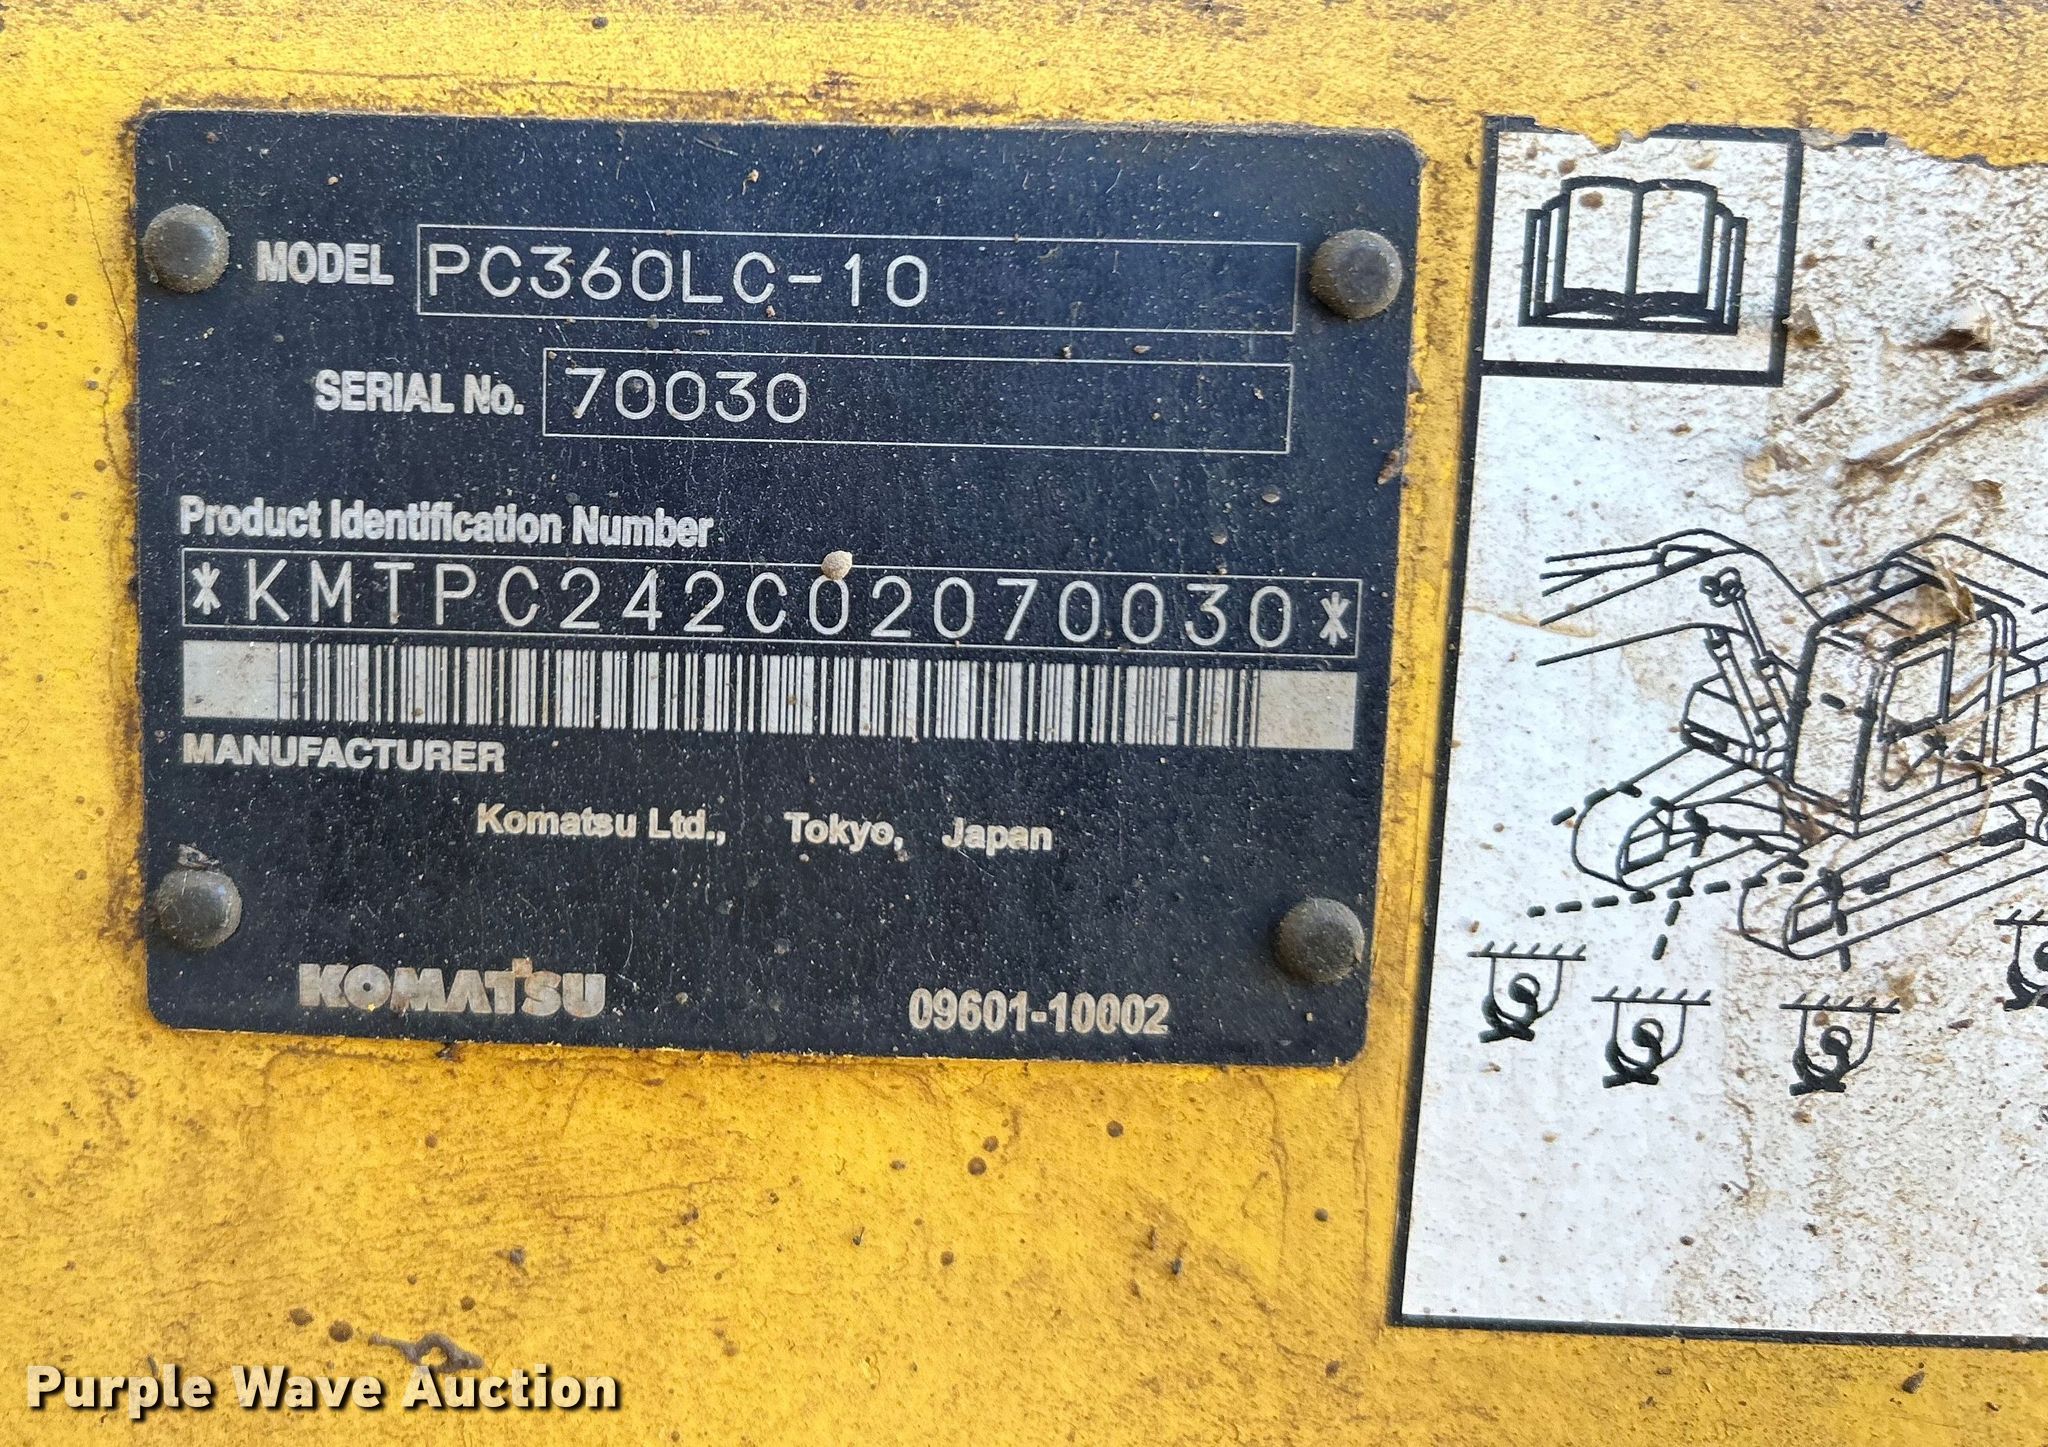 MODEL PC360LC-10
SERIAL No. 70030
Product Identification Number
*KMTPC242C02070030*
MANUFACTURER
Komatsu Ltd., Tokyo, Japan
KOMATSU 09601-10002
Purple Wave Auction